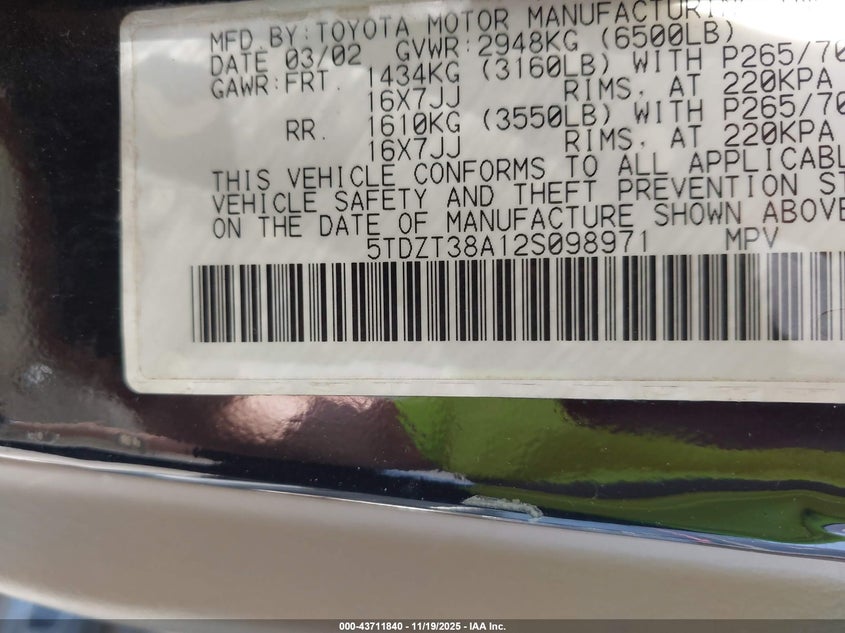 MFD. BY: TOYOTA MOTOR MANUFACTURING
DATE 03/02 GVWR: 2948KG (6500LB)
GAWR: FRT. 1434KG (3160LB) WITH P265/70
16X7JJ RIMS, AT 220KPA
RR. 1610KG (3550LB) WITH P265/70
16X7JJ RIMS, AT 220KPA
THIS VEHICLE CONFORMS TO ALL APPLICABL
VEHICLE SAFETY AND THEFT PREVENTION ST
ON THE DATE OF MANUFACTURE SHOWN ABOVE
5TDZT38A12S098971 MPV
000-43711840 - 11/19/2025 - IAA Inc.